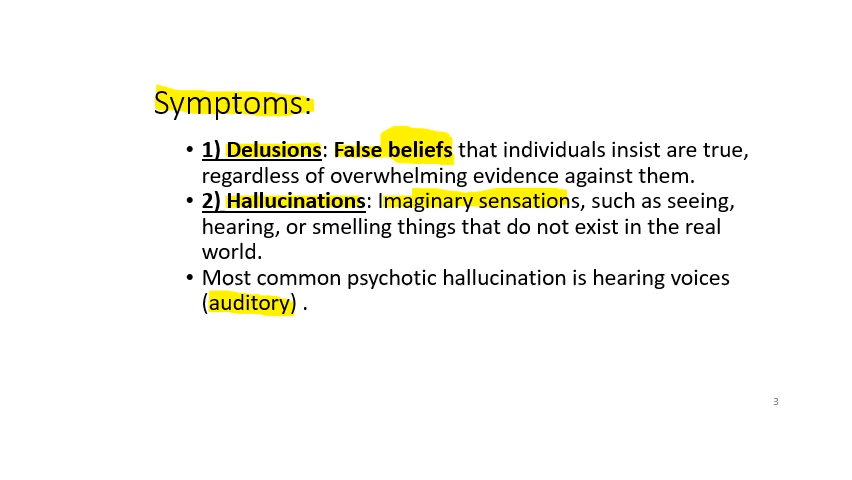 Symptoms:
• 1) Delusions: False beliefs that individuals insist are true,
regardless of overwhelming evidence against them.
• 2) Hallucinations: Imaginary sensations, such as seeing,
hearing, or smelling things that do not exist in the real
world.
• Most common psychotic hallucination is hearing voices
(auditory) .
3